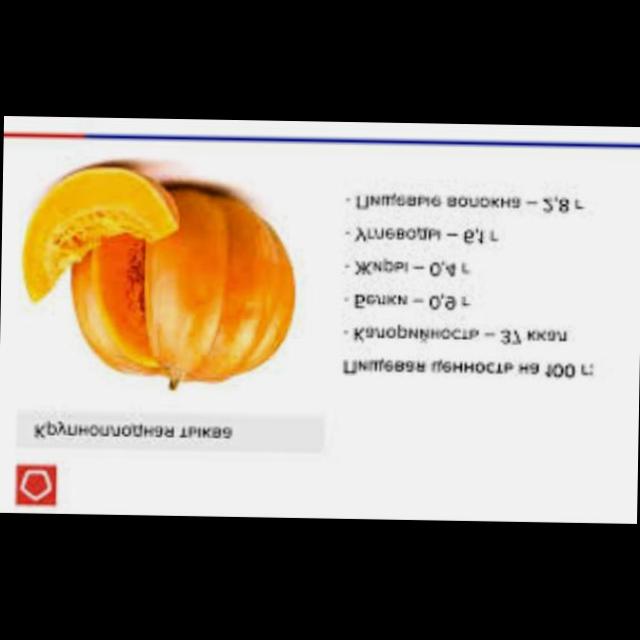 Крупноплодная тыква
Пищевая ценность на 100 г:
· Калорийность – 37 ккал
· Белки – 0,9 г
· Жиры – 0,4 г
· Углеводы – 6,1 г
· Пищевые волокна – 2,8 г